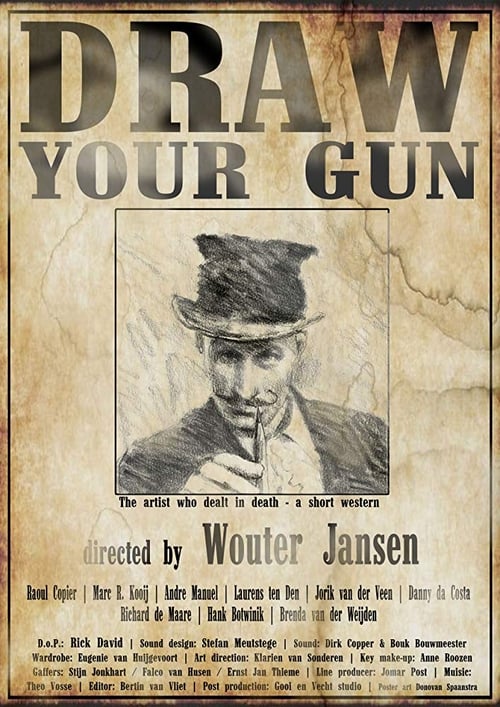 DRAW
YOUR GUN
The artist who dealt in death - a short western
directed by Wouter Jansen
Raoul Copier | Marc R. Kooij | Andre Manuel | Laurens ten Den | Jorik van der Veen | Danny da Costa
Richard de Maare | Hank Botwinik | Brenda van der Weijden
D.o.P.: Rick David | Sound design: Stefan Meutstege | Sound: Dirk Copper & Bouk Bouwmeester
Wardrobe: Eugenie van Huijgevoort | Art direction: Klarien van Sonderen | Key make-up: Anne Roozen
Gaffers: Stijn Jonkhart / Falco van Husen / Ernst Jan Thieme | Line producer: Jomar Post | Muisic:
Theo Vosse | Editor: Bertin van Vliet | Post production: Gooi en Vecht studio | Poster art Donovan Spaanstra